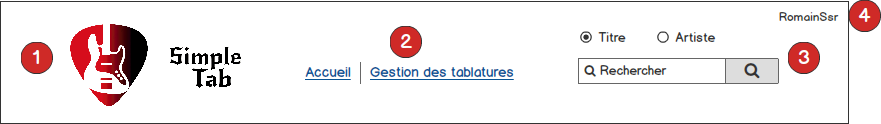 RomainSsr 4
2
Titre Artiste
1
Simple
Tab
3
Accueil Gestion des tablatures
Rechercher